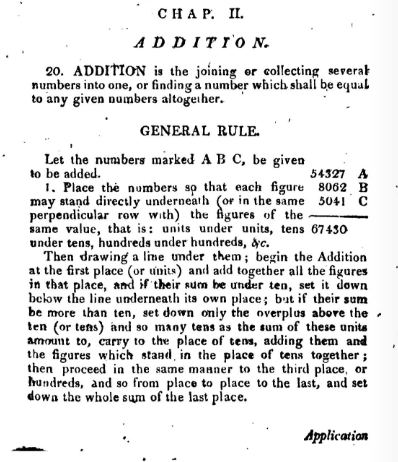 CHAP. II.
ADDITION.
20. ADDITION is the joining or collecting several
numbers into one, or finding a number which shall be equal
to any given numbers altogether.
GENERAL RULE.
Let the numbers marked A B C, be given
to be added. 54327 A
1. Place the numbers so that each figure 8062 B
may stand directly underneath (or in the same 5041 C
perpendicular row with) the figures of the
same value, that is: units under units, tens 67430
under tens, hundreds under hundreds, &c.
Then drawing a line under them; begin the Addition
at the first place (or units) and add together all the figures
in that place, and if their sum be under ten, set it down
below the line underneath its own place; but if their sum
be more than ten, set down only the overplus above the
ten (or tens) and so many tens as the sum of these units
amount to, carry to the place of tens, adding them and
the figures which stand in the place of tens together;
then proceed in the same manner to the third place, or
hundreds, and so from place to place to the last, and set
down the whole sum of the last place.
Application